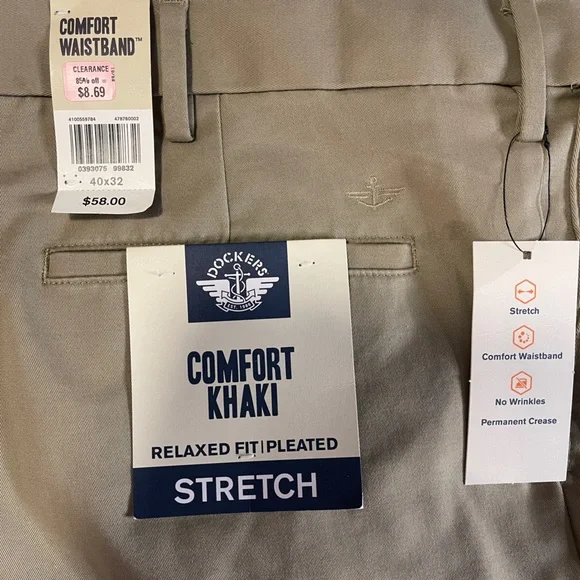 COMFORT
WAISTBAND™
CLEARANCE
85% off
$8.69
4100559784 478760003
0393075 99832
40x32
$58.00
DOCKERS
COMFORT
KHAKI
RELAXED FIT|PLEATED
STRETCH
Stretch
Comfort Waistband
No Wrinkles
Permanent Crease